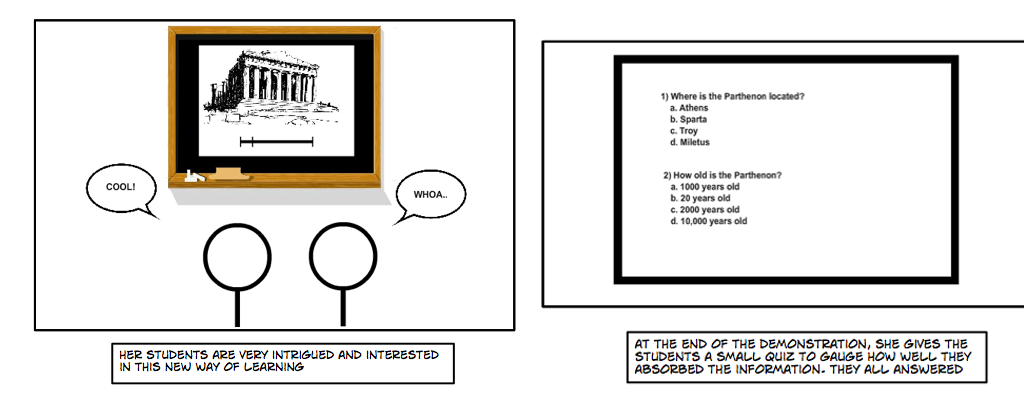 COOL!
WHOA..
HER STUDENTS ARE VERY INTRIGUED AND INTERESTED
IN THIS NEW WAY OF LEARNING
1) Where is the Parthenon located?
a. Athens
b. Sparta
c. Troy
d. Miletus
2) How old is the Parthenon?
a. 1000 years old
b. 20 years old
c. 2000 years old
d. 10,000 years old
AT THE END OF THE DEMONSTRATION, SHE GIVES THE
STUDENTS A SMALL QUIZ TO GAUGE HOW WELL THEY
ABSORBED THE INFORMATION. THEY ALL ANSWERED